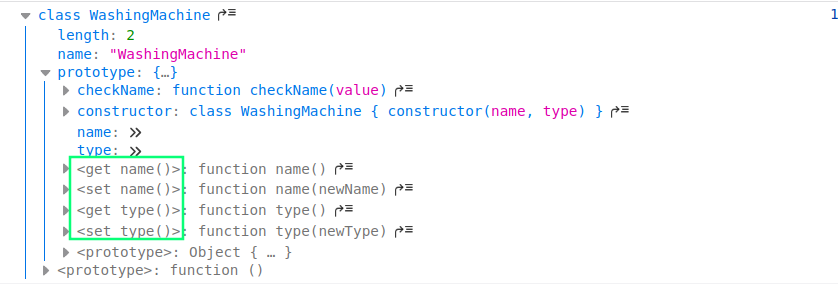 class WashingMachine
1
length: 2
name: "WashingMachine"
prototype: {…}
checkName: function checkName(value)
constructor: class WashingMachine { constructor(name, type) }
name: »
type: »
<get name()>: function name()
<set name()>: function name(newName)
<get type()>: function type()
<set type()>: function type(newType)
<prototype>: Object { … }
<prototype>: function ()